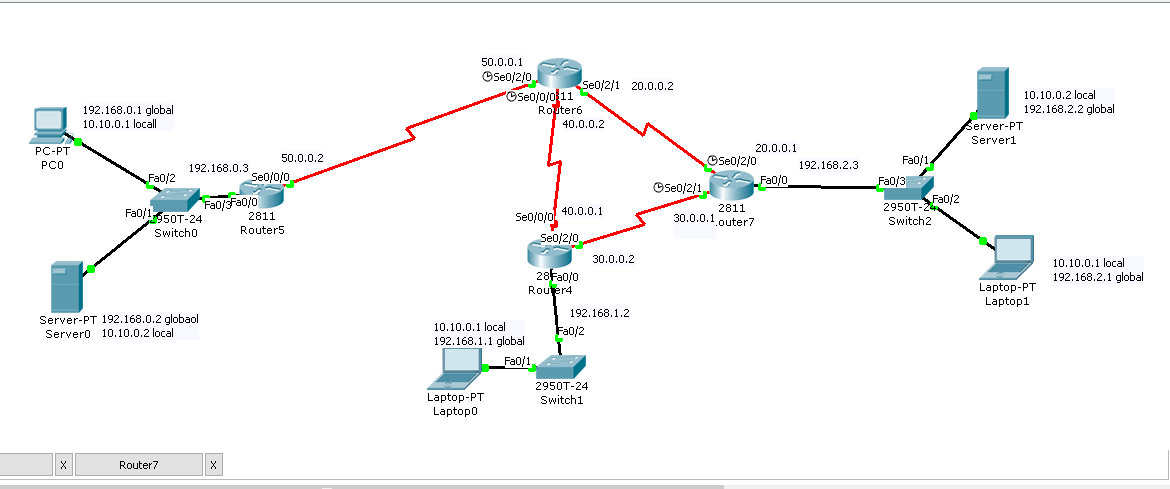 50.0.0.1
Se0/2/0
Se0/2/1
20.0.0.2
Se0/0/0
811
Router6
40.0.0.2
192.168.0.1 global
10.10.0.1 locall
PC-PT
PC0
Fa0/2
192.168.0.3
50.0.0.2
Se0/0/0
Fa0/1
Fa0/3
Fa0/0
2950T-24
Switch0
2811
Router5
Server-PT
Server0
192.168.0.2 globaol
10.10.0.2 local
Se0/0/0
40.0.0.1
Se0/2/0
30.0.0.2
28
Fa0/0
Router4
192.168.1.2
Fa0/2
10.10.0.1 local
192.168.1.1 global
Fa0/1
Laptop-PT
Laptop0
2950T-24
Switch1
20.0.0.1
Se0/2/0
Se0/2/1
Fa0/0
192.168.2.3
30.0.0.1
2811
outer7
Fa0/1
Fa0/3
Fa0/2
2950T-24
Switch2
10.10.0.2 local
192.168.2.2 global
Server-PT
Server1
10.10.0.1 local
192.168.2.1 global
Laptop-PT
Laptop1
X
Router7
X